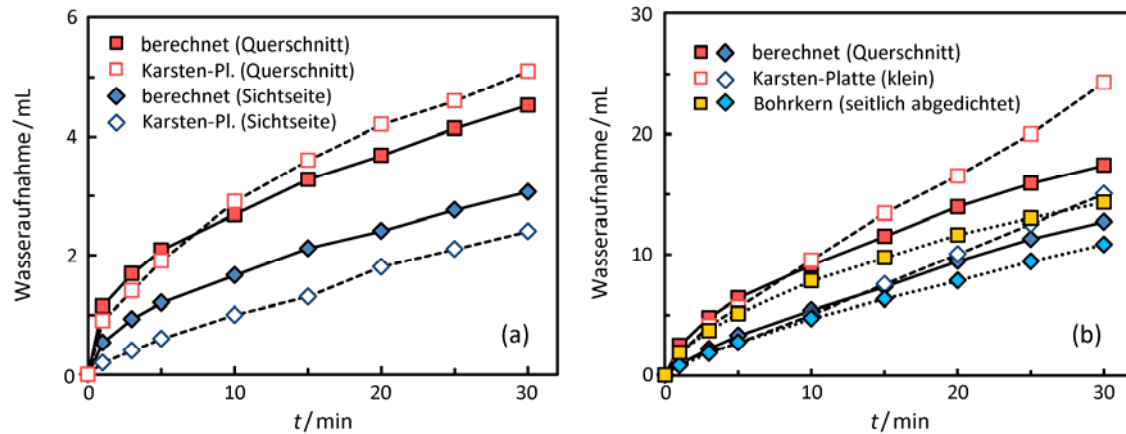 6
4
2
0
Wasseraufnahme / mL
berechnet (Querschnitt)
Karsten-Pl. (Querschnitt)
berechnet (Sichtseite)
Karsten-Pl. (Sichtseite)
(a)
0 10 20 30
t / min
30
20
10
0
Wasseraufnahme / mL
berechnet (Querschnitt)
Karsten-Platte (klein)
Bohrkern (seitlich abgedichtet)
(b)
0 10 20 30
t / min